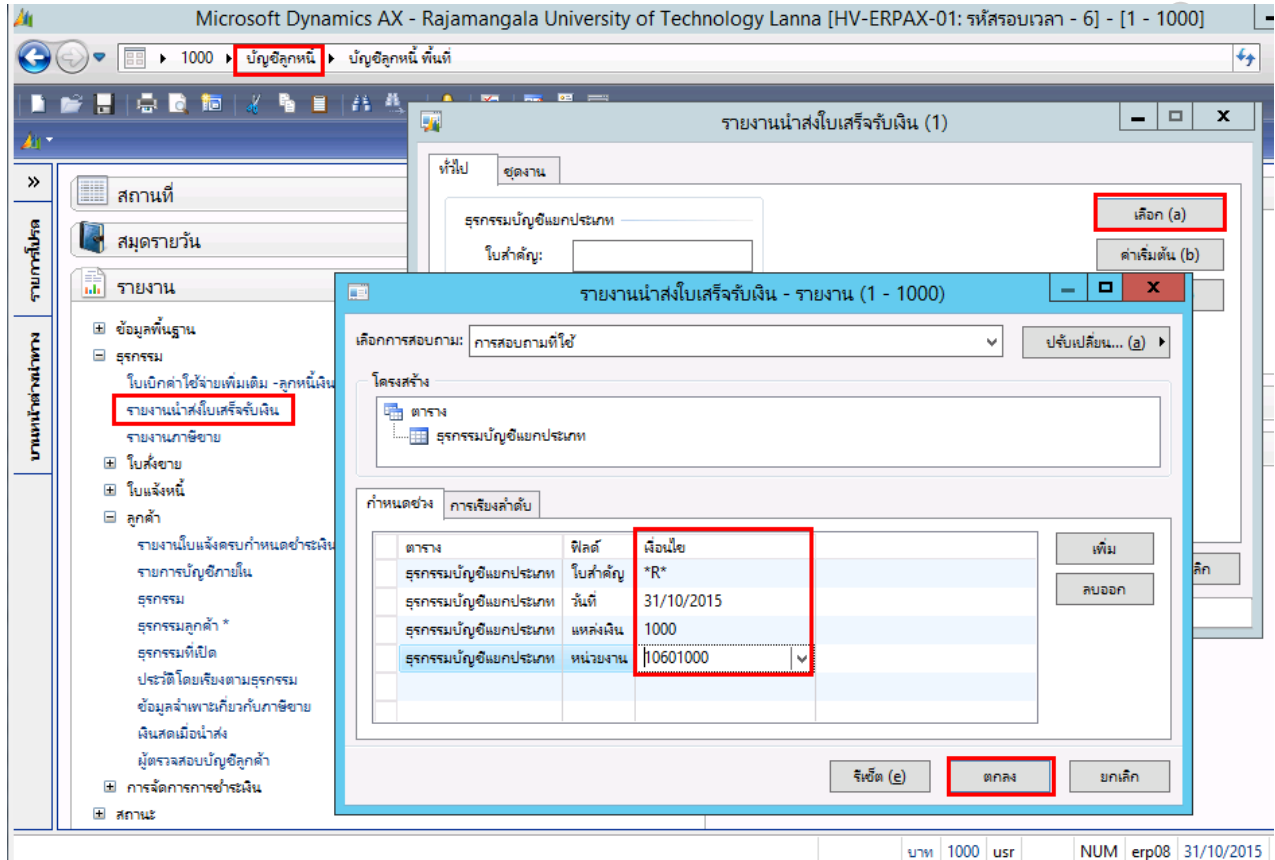 Microsoft Dynamics AX - Rajamangala University of Technology Lanna [HV-ERPAX-01: รหัสรอบเวลา - 6] - [1 - 1000]
1000 บัญชีลูกหนี้ บัญชีลูกหนี้ พื้นที่
รายงานนำส่งใบเสร็จรับเงิน (1)
ทั่วไป
ชุดงาน
ธุรกรรมบัญชีแยกประเภท
ใบสำคัญ:
เลือก (a)
ค่าเริ่มต้น (b)
รายการโปรด
บานหน้าต่างนำทาง
สถานที่
สมุดรายวัน
รายงาน
ข้อมูลพื้นฐาน
ธุรกรรม
ใบเบิกค่าใช้จ่ายเพิ่มเติม -ลูกหนี้เงิน
รายงานนำส่งใบเสร็จรับเงิน
รายงานภาษีขาย
ใบสั่งขาย
ใบแจ้งหนี้
ลูกค้า
รายงานใบแจ้งครบกำหนดชำระเงิน
รายการบัญชีภายใน
ธุรกรรม
ธุรกรรมลูกค้า *
ธุรกรรมที่เปิด
ประวัติโดยเรียงตามธุรกรรม
ข้อมูลจำเพาะเกี่ยวกับภาษีขาย
เงินสดเมื่อนำส่ง
ผู้ตรวจสอบบัญชีลูกค้า
การจัดการการชำระเงิน
สถานะ
รายงานนำส่งใบเสร็จรับเงิน - รายงาน (1 - 1000)
เลือกการสอบถาม: การสอบถามที่ใช้
ปรับเปลี่ยน... (a)
โครงสร้าง
ตาราง
ธุรกรรมบัญชีแยกประเภท
กำหนดช่วง
การเรียงลำดับ
ตาราง ฟิลด์ เงื่อนไข
ธุรกรรมบัญชีแยกประเภท ใบสำคัญ *R*
ธุรกรรมบัญชีแยกประเภท วันที่ 31/10/2015
ธุรกรรมบัญชีแยกประเภท แหล่งเงิน 1000
ธุรกรรมบัญชีแยกประเภท หน่วยงาน 10601000
เพิ่ม
ลบออก
รีเซ็ต (e)
ตกลง
ยกเลิก
บาท 1000 usr NUM erp08 31/10/2015